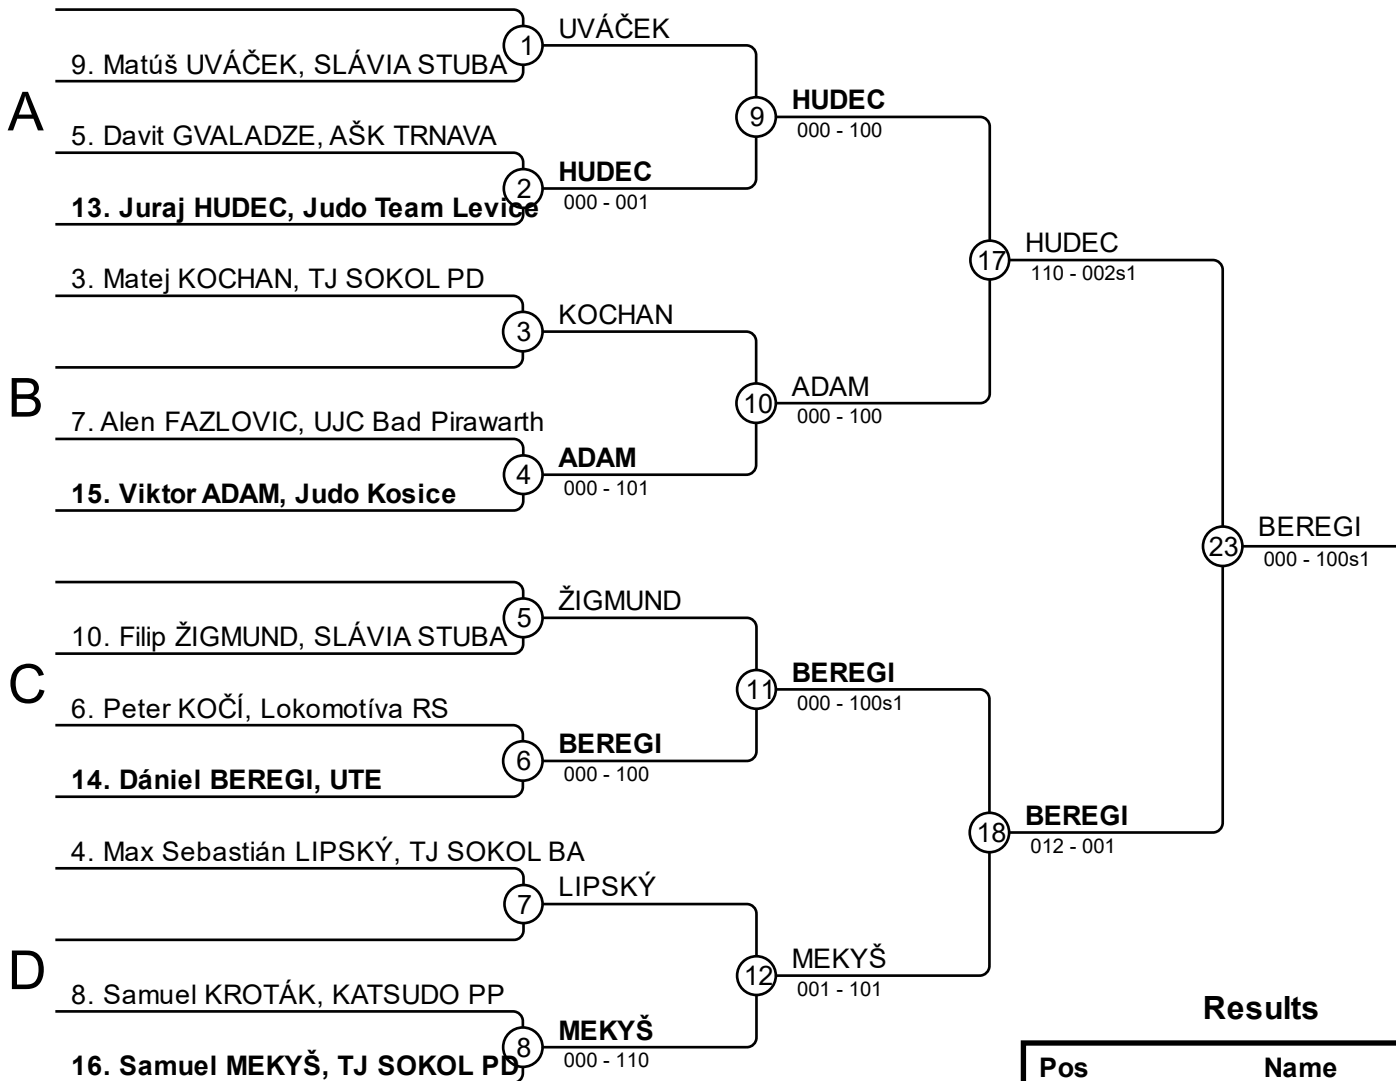 A
9. Matúš UVÁČEK, SLÁVIA STUBA
1
UVÁČEK
5. Davit GVALADZE, AŠK TRNAVA
13. Juraj HUDEC, Judo Team Levice
2
HUDEC
000 - 001
9
HUDEC
000 - 100
B
3. Matej KOCHAN, TJ SOKOL PD
3
KOCHAN
7. Alen FAZLOVIC, UJC Bad Pirawarth
15. Viktor ADAM, Judo Kosice
4
ADAM
000 - 101
10
ADAM
000 - 100
17
HUDEC
110 - 002s1
C
10. Filip ŽIGMUND, SLÁVIA STUBA
5
ŽIGMUND
6. Peter KOČÍ, Lokomotíva RS
14. Dániel BEREGI, UTE
6
BEREGI
000 - 100
11
BEREGI
000 - 100s1
D
4. Max Sebastián LIPSKÝ, TJ SOKOL BA
7
LIPSKÝ
8. Samuel KROTÁK, KATSUDO PP
16. Samuel MEKYŠ, TJ SOKOL PD
8
MEKYŠ
000 - 110
12
MEKYŠ
001 - 101
18
BEREGI
012 - 001
23
BEREGI
000 - 100s1
Results
Pos Name